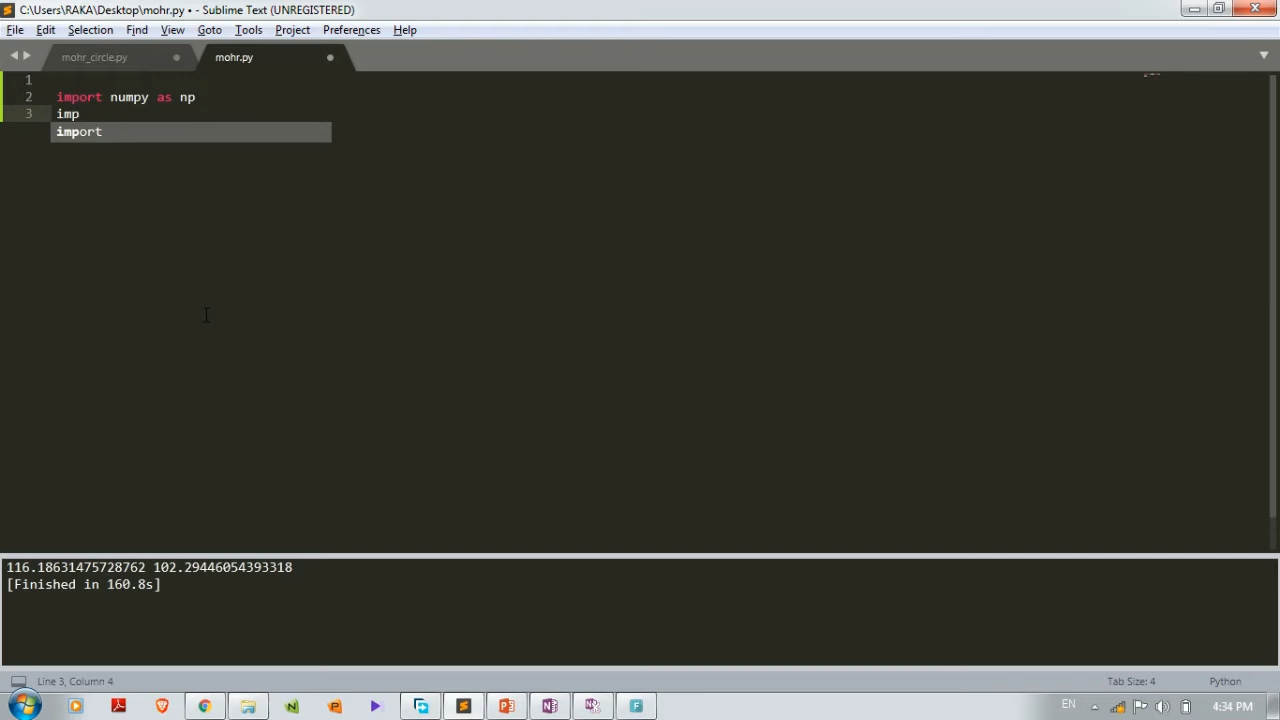 C:\Users\RAKA\Desktop\mohr.py • - Sublime Text (UNREGISTERED)
File Edit Selection Find View Goto Tools Project Preferences Help
mohr_circle.py mohr.py
1
2 import numpy as np
3 imp
import
116.18631475728762 102.29446054393318
[Finished in 160.8s]
Line 3, Column 4 Tab Size: 4 Python
EN 4:34 PM